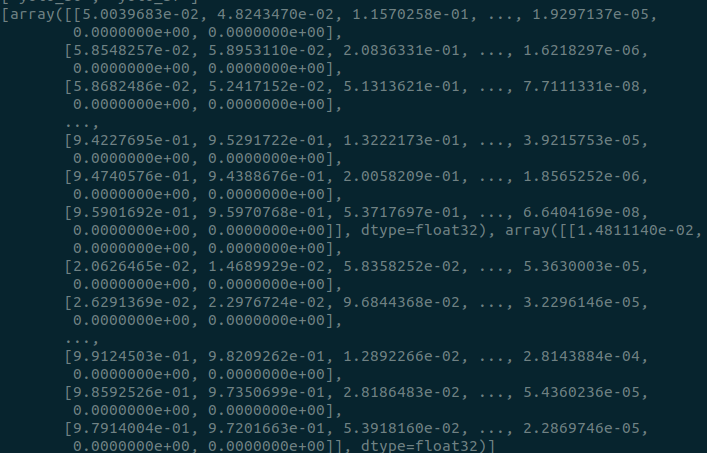 [array([[5.0039683e-02, 4.8243470e-02, 1.1570258e-01, ..., 1.9297137e-05,
0.0000000e+00, 0.0000000e+00],
[5.8548257e-02, 5.8953110e-02, 2.0836331e-01, ..., 1.6218297e-06,
0.0000000e+00, 0.0000000e+00],
[5.8682486e-02, 5.2417152e-02, 5.1313621e-01, ..., 7.7111331e-08,
0.0000000e+00, 0.0000000e+00],
...,
[9.4227695e-01, 9.5291722e-01, 1.3222173e-01, ..., 3.9215753e-05,
0.0000000e+00, 0.0000000e+00],
[9.4740576e-01, 9.4388676e-01, 2.0058209e-01, ..., 1.8565252e-06,
0.0000000e+00, 0.0000000e+00],
[9.5901692e-01, 9.5970768e-01, 5.3717697e-01, ..., 6.6404169e-08,
0.0000000e+00, 0.0000000e+00]], dtype=float32), array([[1.4811140e-02,
0.0000000e+00, 0.0000000e+00],
[2.0626465e-02, 1.4689929e-02, 5.8358252e-02, ..., 5.3630003e-05,
0.0000000e+00, 0.0000000e+00],
[2.6291369e-02, 2.2976724e-02, 9.6844368e-02, ..., 3.2296146e-05,
0.0000000e+00, 0.0000000e+00],
...,
[9.9124503e-01, 9.8209262e-01, 1.2892266e-02, ..., 2.8143884e-04,
0.0000000e+00, 0.0000000e+00],
[9.8592526e-01, 9.7350699e-01, 2.8186483e-02, ..., 5.4360236e-05,
0.0000000e+00, 0.0000000e+00],
[9.7914004e-01, 9.7201663e-01, 5.3918160e-02, ..., 2.2869746e-05,
0.0000000e+00, 0.0000000e+00]], dtype=float32)]